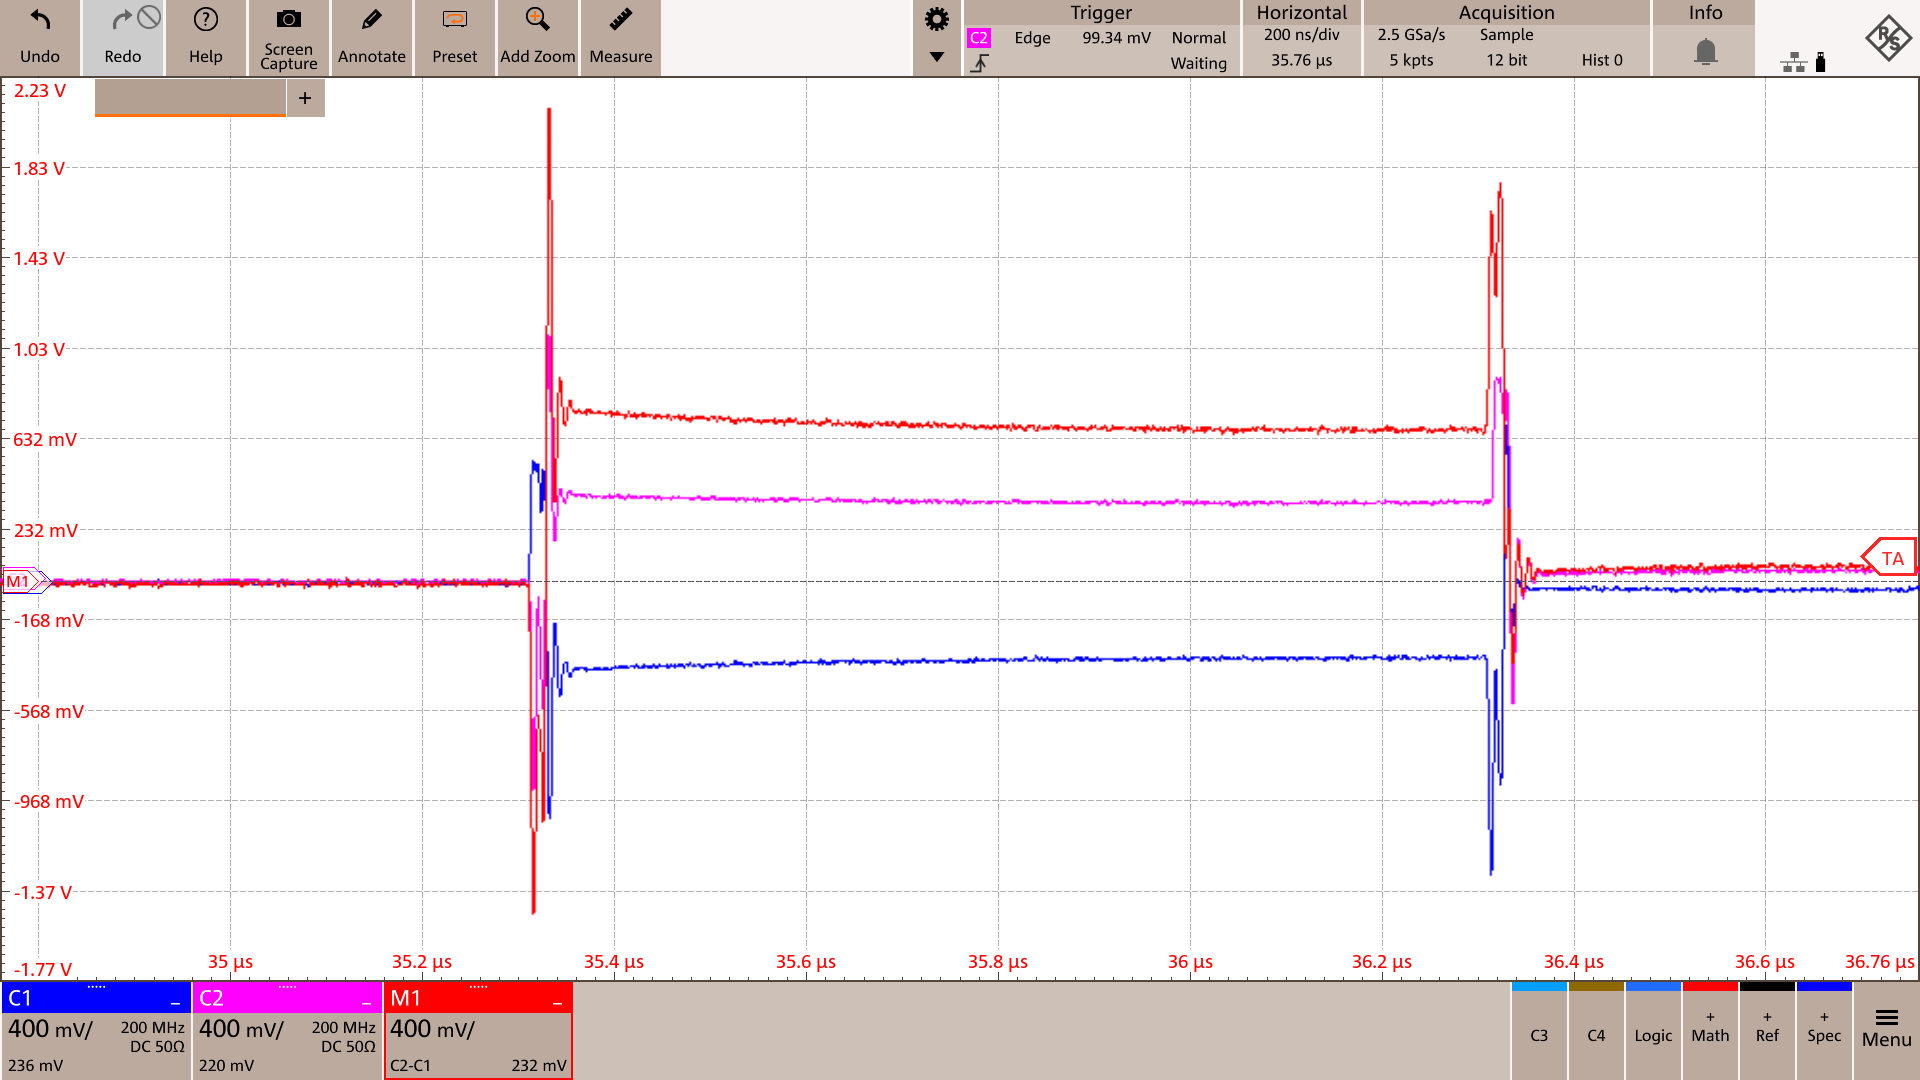 Undo
Redo
Help
Screen
Capture
Annotate
Preset
Add Zoom
Measure
Trigger
C2 Edge 99.34 mV Normal
Waiting
Horizontal
200 ns/div
35.76 µs
Acquisition
2.5 GSa/s Sample
5 kpts 12 bit Hist 0
Info
R&S
+
2.23 V
1.83 V
1.43 V
1.03 V
632 mV
232 mV
M1
TA
-168 mV
-568 mV
-968 mV
-1.37 V
-1.77 V
35 µs
35.2 µs
35.4 µs
35.6 µs
35.8 µs
36 µs
36.2 µs
36.4 µs
36.6 µs
36.76 µs
C1
400 mV/ 200 MHz
DC 50Ω
236 mV
C2
400 mV/ 200 MHz
DC 50Ω
220 mV
M1
400 mV/
C2-C1 232 mV
C3
C4
Logic
+
Math
+
Ref
+
Spec
Menu